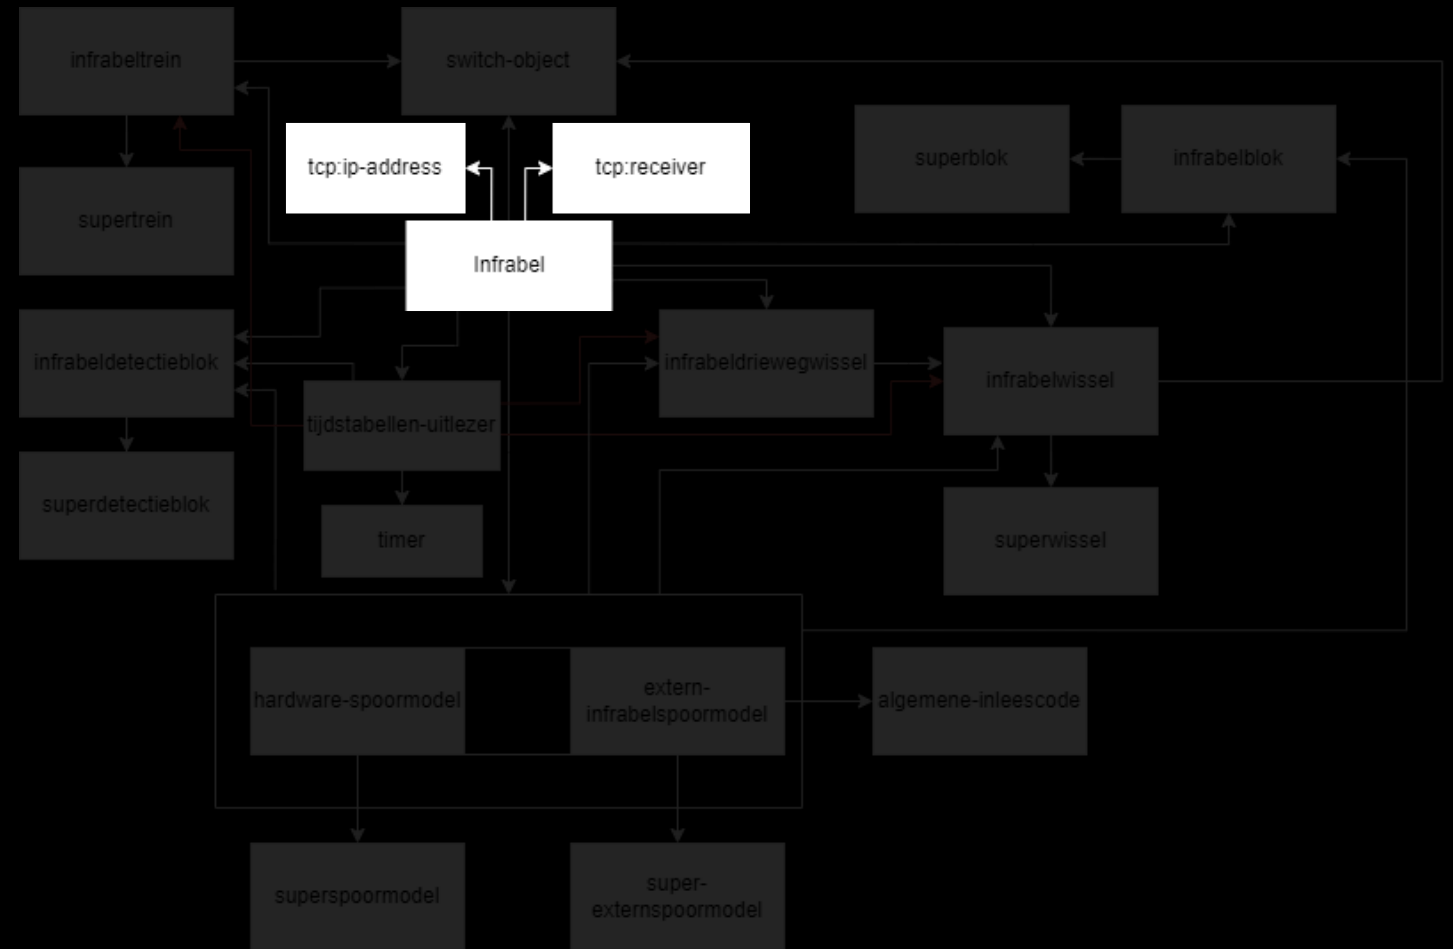 infrabeltrein
switch-object
superblok
infrabelblok
tcp:ip-address
tcp:receiver
supertrein
Infrabel
infrabeldetectieblok
infrabeldriewegwissel
infrabelwissel
tijdstabellen-uitlezer
superdetectieblok
timer
superwissel
hardware-spoormodel
extern-
infrabelspoormodel
algemene-inleescode
superspoormodel
super-
externspoormodel